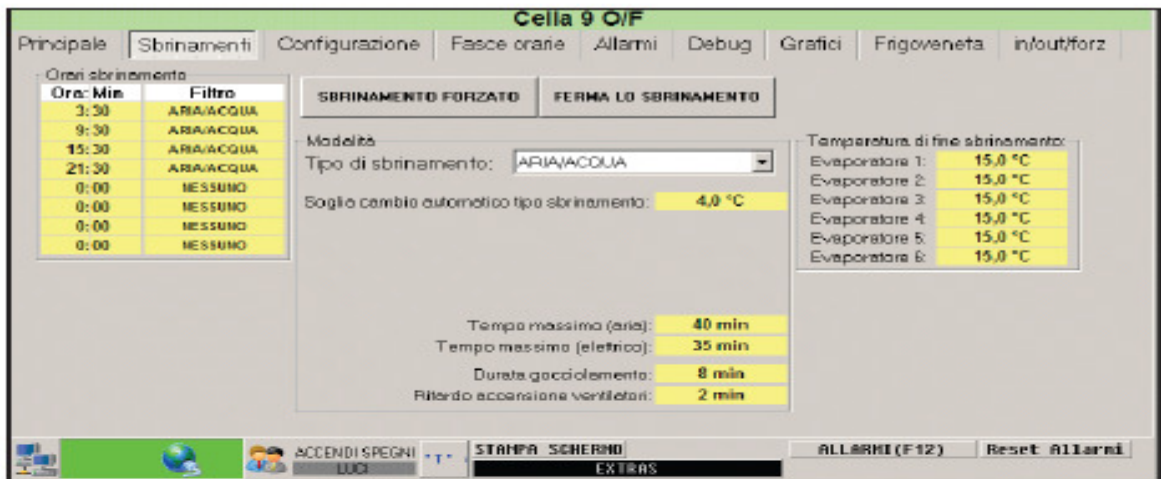 Cella 9 O/F
Principale Sbrinamenti Configurazione Fasce orarie Allarmi Debug Grafici Frigoveneta in/out/forz
Orari sbrinamento
Ora: Min Filtro
3:30 ARIA/ACQUA
9:30 ARIA/ACQUA
15:30 ARIA/ACQUA
21:30 ARIA/ACQUA
0:00 NESSUNO
0:00 NESSUNO
0:00 NESSUNO
0:00 NESSUNO
SBRINAMENTO FORZATO FERMA LO SBRINAMENTO
Modalità
Tipo di sbrinamento: ARIA/ACQUA
Soglia cambio automatico tipo sbrinamento: 4,0 °C
Tempo massimo (aria): 40 min
Tempo massimo (elettrico): 35 min
Durata gocciolamento: 8 min
Ritardo accensione ventilatori: 2 min
Temperatura di fine sbrinamento:
Evaporatore 1: 15,0 °C
Evaporatore 2: 15,0 °C
Evaporatore 3: 15,0 °C
Evaporatore 4: 15,0 °C
Evaporatore 5: 15,0 °C
Evaporatore 6: 15,0 °C
ACCENDI SPEGNI
LUCI
"T"
STAMPA SCHERMO
EXTRAS
ALLARMI(F12) Reset Allarmi